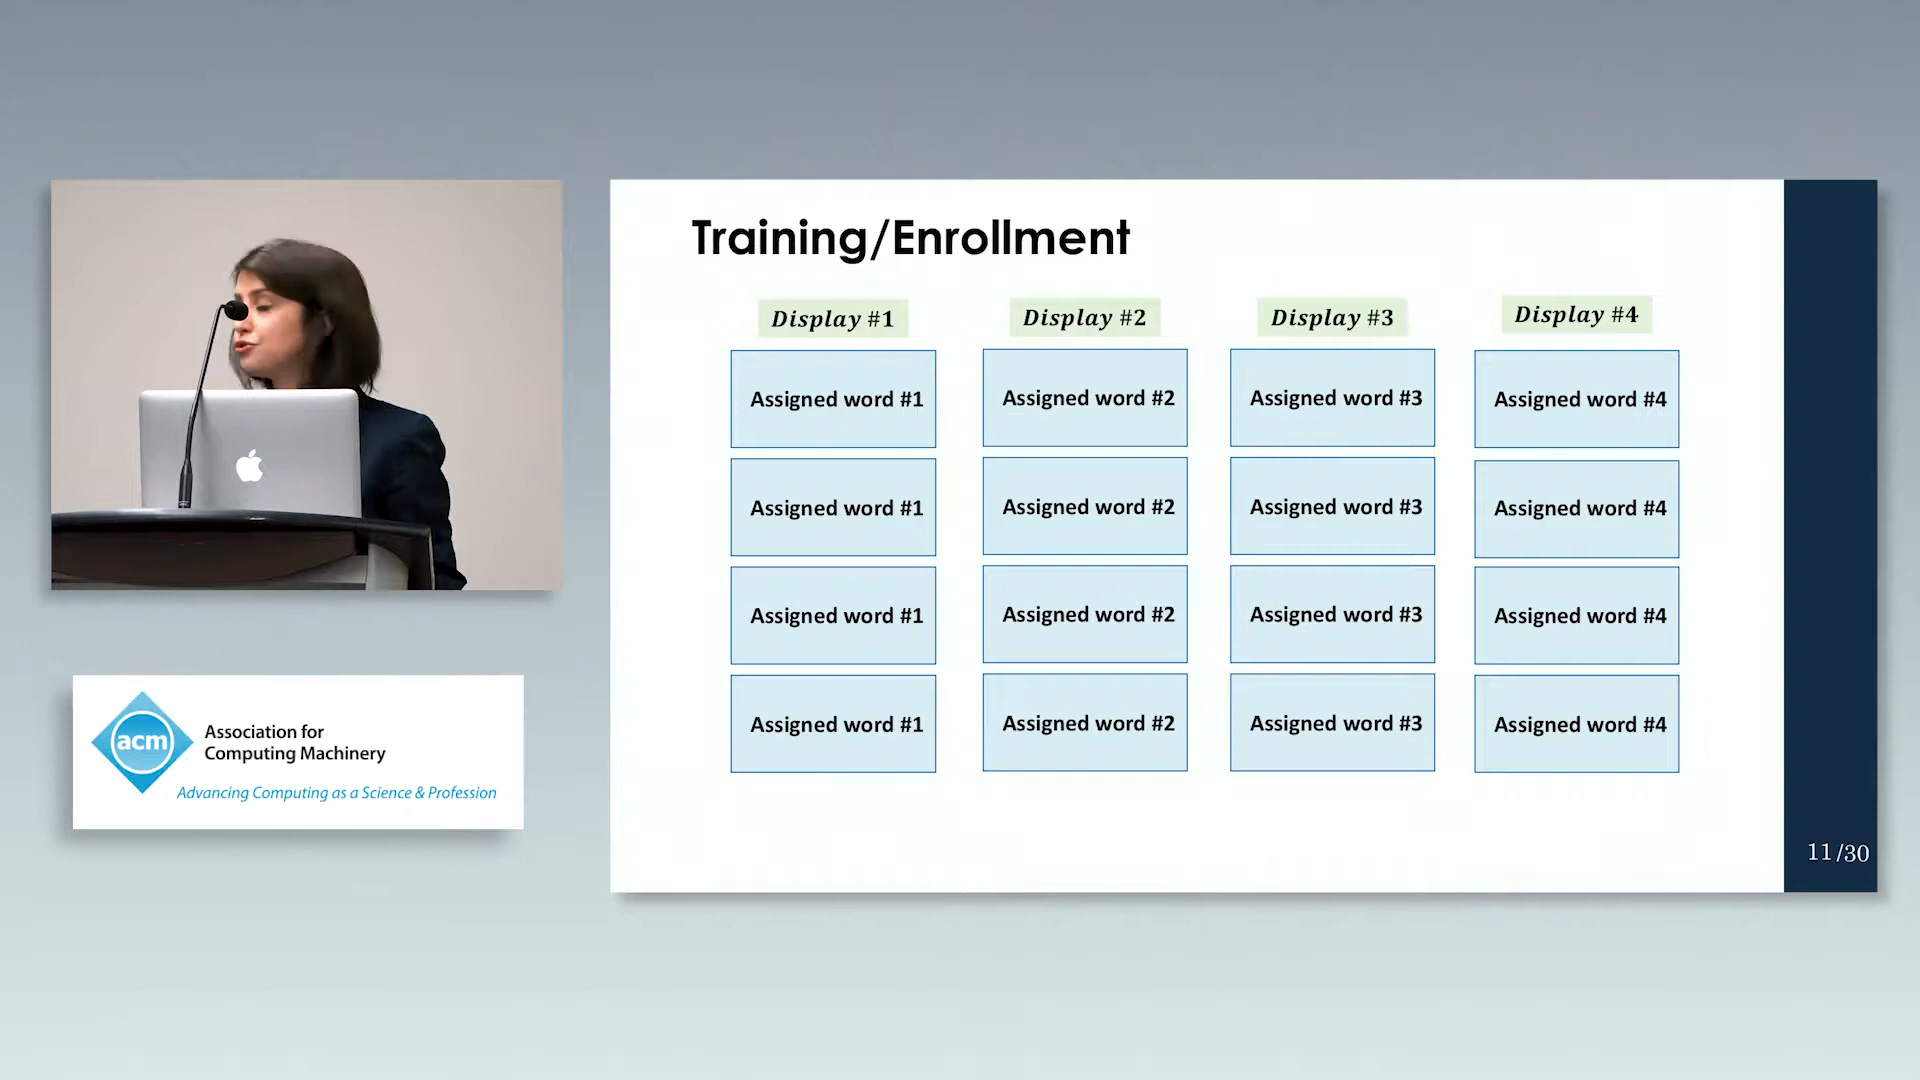 Training/Enrollment
Display #1 Display #2 Display #3 Display #4
Assigned word #1 Assigned word #2 Assigned word #3 Assigned word #4
Assigned word #1 Assigned word #2 Assigned word #3 Assigned word #4
Assigned word #1 Assigned word #2 Assigned word #3 Assigned word #4
Assigned word #1 Assigned word #2 Assigned word #3 Assigned word #4
11/30
acm
Association for
Computing Machinery
Advancing Computing as a Science & Profession